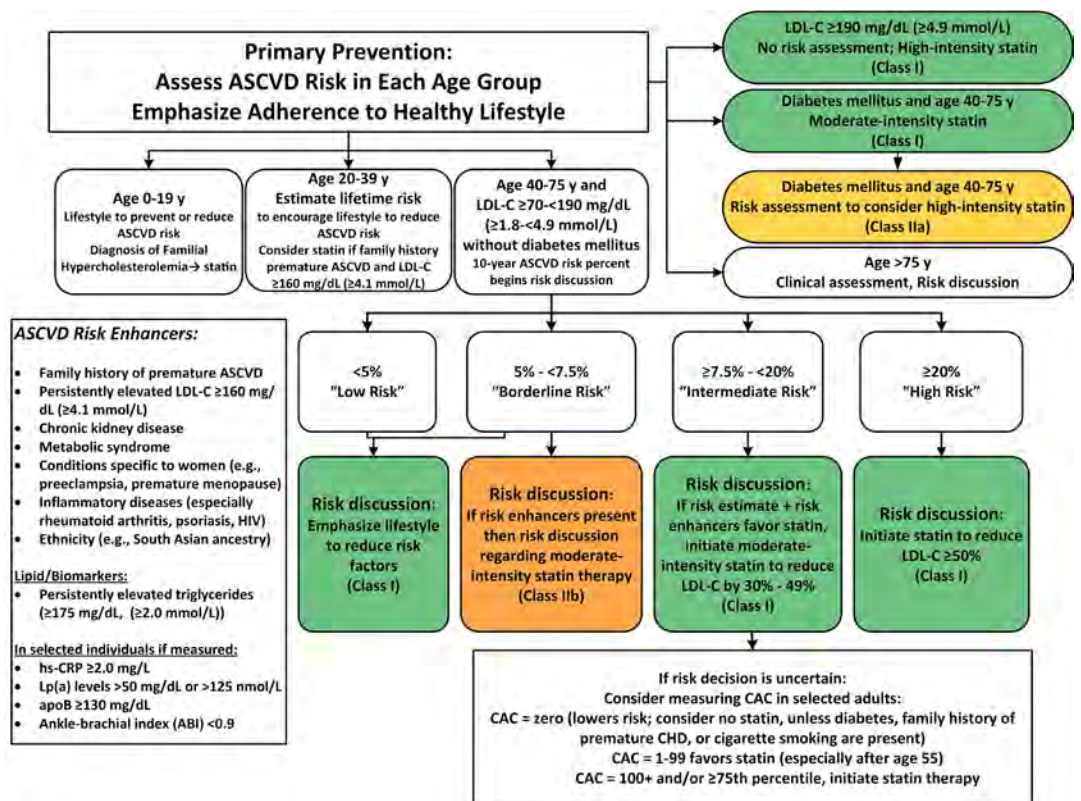 Primary Prevention:
Assess ASCVD Risk in Each Age Group
Emphasize Adherence to Healthy Lifestyle
LDL-C ≥190 mg/dL (≥4.9 mmol/L)
No risk assessment; High-intensity statin
(Class I)
Diabetes mellitus and age 40-75 y
Moderate-intensity statin
(Class I)
Diabetes mellitus and age 40-75 y
Risk assessment to consider high-intensity statin
(Class IIa)
Age >75 y
Clinical assessment, Risk discussion
Age 0-19 y
Lifestyle to prevent or reduce
ASCVD risk
Diagnosis of Familial
Hypercholesterolemia→ statin
Age 20-39 y
Estimate lifetime risk
to encourage lifestyle to reduce
ASCVD risk
Consider statin if family history
premature ASCVD and LDL-C
≥160 mg/dL (≥4.1 mmol/L)
Age 40-75 y and
LDL-C ≥70-<190 mg/dL
(≥1.8-<4.9 mmol/L)
without diabetes mellitus
10-year ASCVD risk percent
begins risk discussion
ASCVD Risk Enhancers:
• Family history of premature ASCVD
• Persistently elevated LDL-C ≥160 mg/
dL (≥4.1 mmol/L)
• Chronic kidney disease
• Metabolic syndrome
• Conditions specific to women (e.g.,
preeclampsia, premature menopause)
• Inflammatory diseases (especially
rheumatoid arthritis, psoriasis, HIV)
• Ethnicity (e.g., South Asian ancestry)
Lipid/Biomarkers:
• Persistently elevated triglycerides
(≥175 mg/dL, (≥2.0 mmol/L))
In selected individuals if measured:
• hs-CRP ≥2.0 mg/L
• Lp(a) levels >50 mg/dL or >125 nmol/L
• apoB ≥130 mg/dL
• Ankle-brachial index (ABI) <0.9
<5%
"Low Risk"
5% - <7.5%
"Borderline Risk"
≥7.5% - <20%
"Intermediate Risk"
≥20%
"High Risk"
Risk discussion:
Emphasize lifestyle
to reduce risk
factors
(Class I)
Risk discussion:
If risk enhancers present
then risk discussion
regarding moderate-
intensity statin therapy
(Class IIb)
Risk discussion:
If risk estimate + risk
enhancers favor statin,
initiate moderate-
intensity statin to reduce
LDL-C by 30% - 49%
(Class I)
Risk discussion:
Initiate statin to reduce
LDL-C ≥50%
(Class I)
If risk decision is uncertain:
Consider measuring CAC in selected adults:
CAC = zero (lowers risk; consider no statin, unless diabetes, family history of
premature CHD, or cigarette smoking are present)
CAC = 1-99 favors statin (especially after age 55)
CAC = 100+ and/or ≥75th percentile, initiate statin therapy